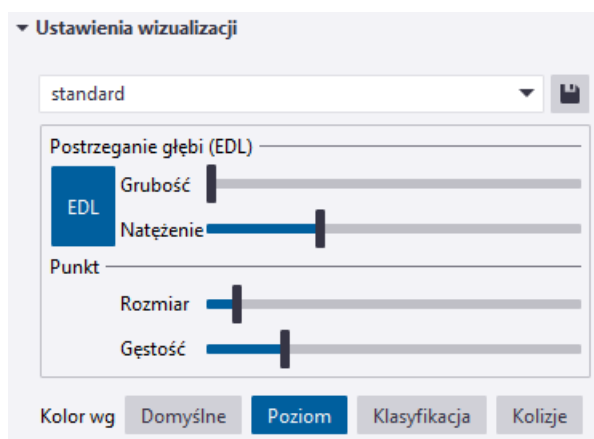 Ustawienia wizualizacji
standard
Postrzeganie głębi (EDL)
EDL
Grubość
Natężenie
Punkt
Rozmiar
Gęstość
Kolor wg Domyślne Poziom Klasyfikacja Kolizje